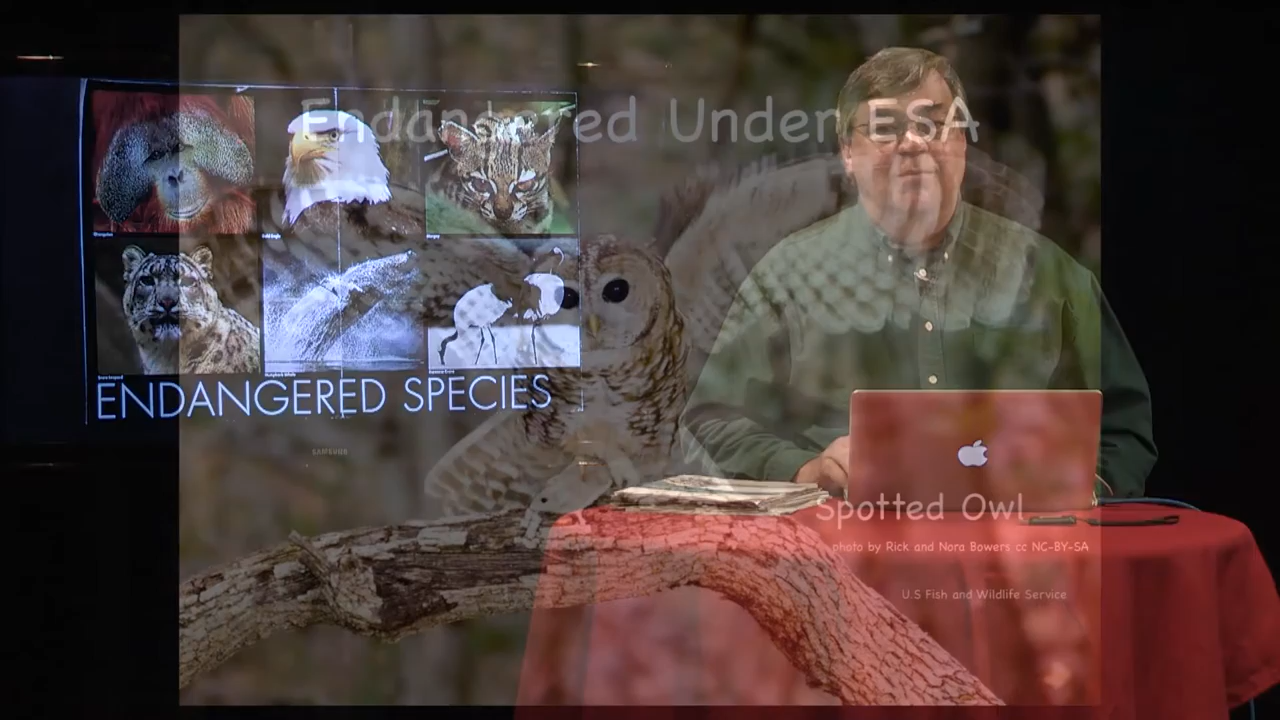 Endangered Under ESA
ENDANGERED SPECIES
SAMSUNG
Spotted Owl
photo by Rick and Nora Bowers cc NC-BY-SA
U.S Fish and Wildlife Service